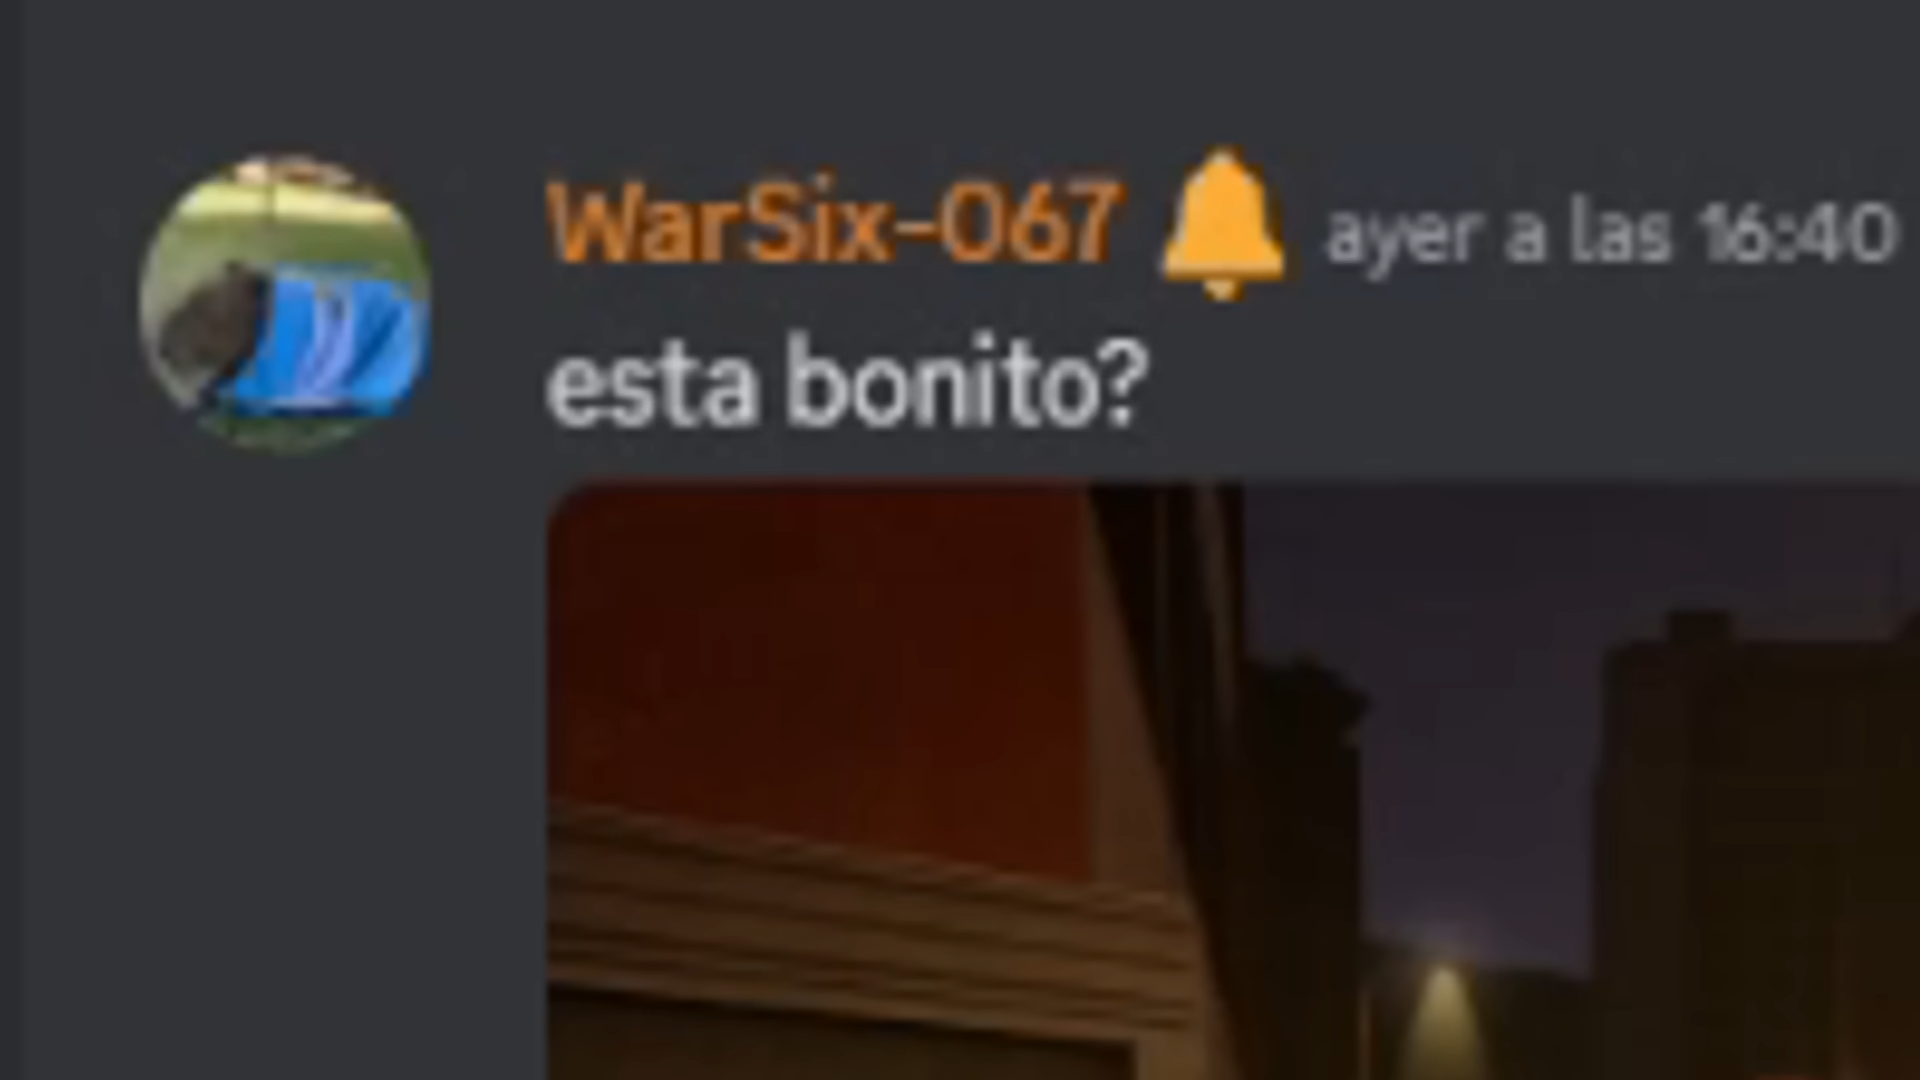 WarSix-067 🔔 ayer a las 16:40
esta bonito?